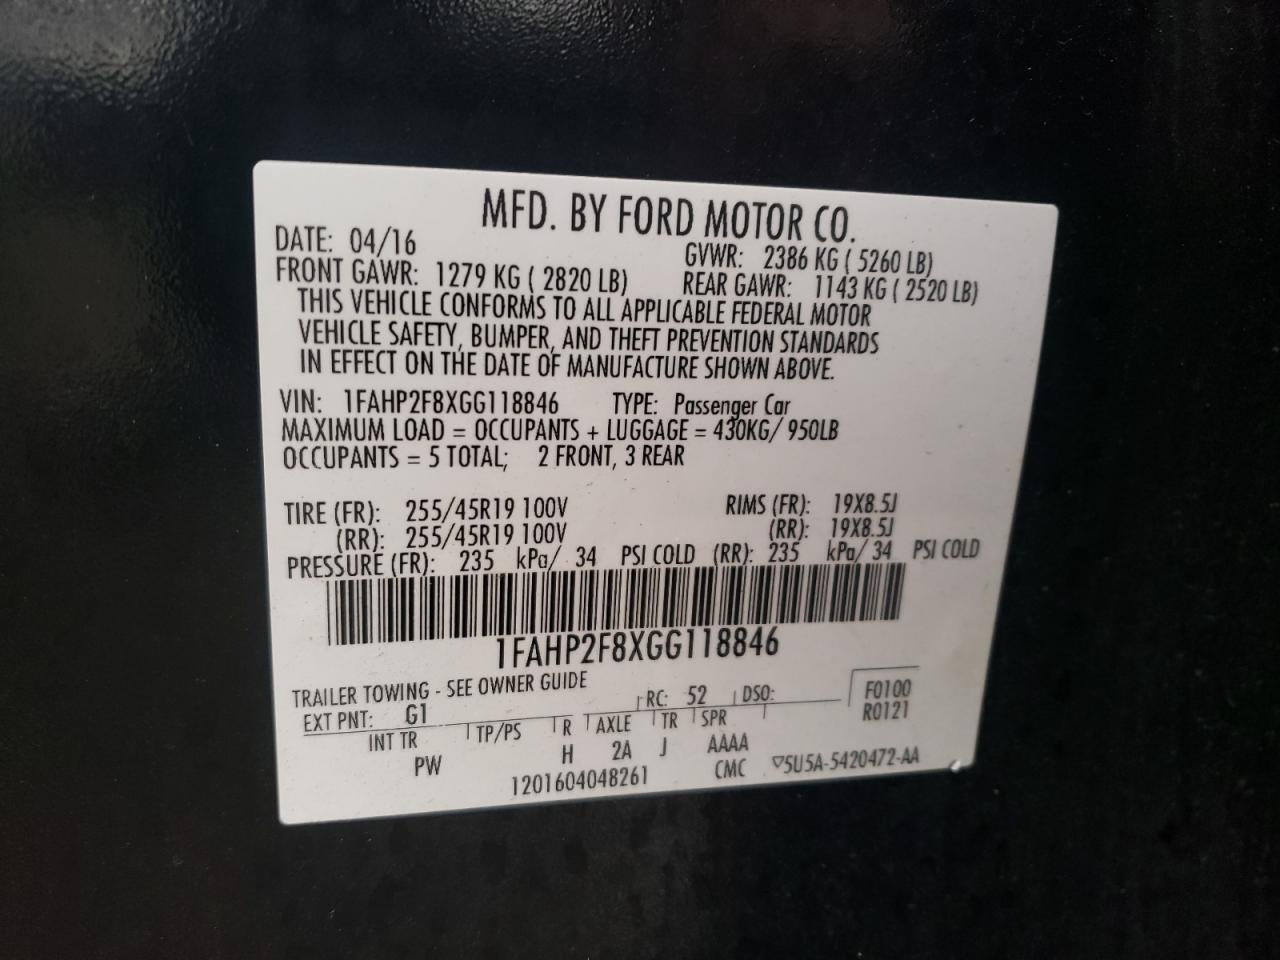 MFD. BY FORD MOTOR CO.
DATE: 04/16 GVWR: 2386 KG ( 5260 LB)
FRONT GAWR: 1279 KG ( 2820 LB) REAR GAWR: 1143 KG ( 2520 LB)
THIS VEHICLE CONFORMS TO ALL APPLICABLE FEDERAL MOTOR
VEHICLE SAFETY, BUMPER, AND THEFT PREVENTION STANDARDS
IN EFFECT ON THE DATE OF MANUFACTURE SHOWN ABOVE.
VIN: 1FAHP2F8XGG118846 TYPE: Passenger Car
MAXIMUM LOAD = OCCUPANTS + LUGGAGE = 430KG/ 950LB
OCCUPANTS = 5 TOTAL; 2 FRONT, 3 REAR
TIRE (FR): 255/45R19 100V RIMS (FR): 19X8.5J
(RR): 255/45R19 100V (RR): 19X8.5J
PRESSURE (FR): 235 kPa/ 34 PSI COLD (RR): 235 kPa/ 34 PSI COLD
1FAHP2F8XGG118846
TRAILER TOWING - SEE OWNER GUIDE
EXT PNT: G1 RC: 52 DSO: F0100
R0121
INT TR TP/PS R AXLE TR SPR
PW H 2A J AAAA
1201604048261 CMC ▽5U5A-5420472-AA